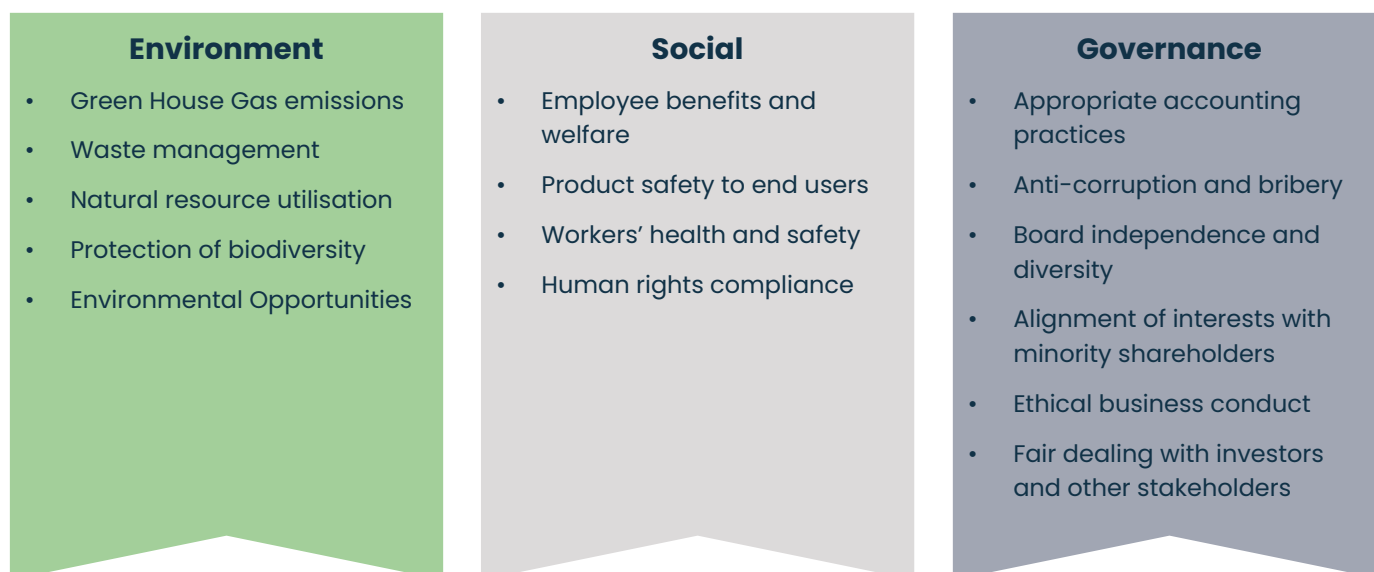 Environment
• Green House Gas emissions
• Waste management
• Natural resource utilisation
• Protection of biodiversity
• Environmental Opportunities
Social
• Employee benefits and
welfare
• Product safety to end users
• Workers’ health and safety
• Human rights compliance
Governance
• Appropriate accounting
practices
• Anti-corruption and bribery
• Board independence and
diversity
• Alignment of interests with
minority shareholders
• Ethical business conduct
• Fair dealing with investors
and other stakeholders